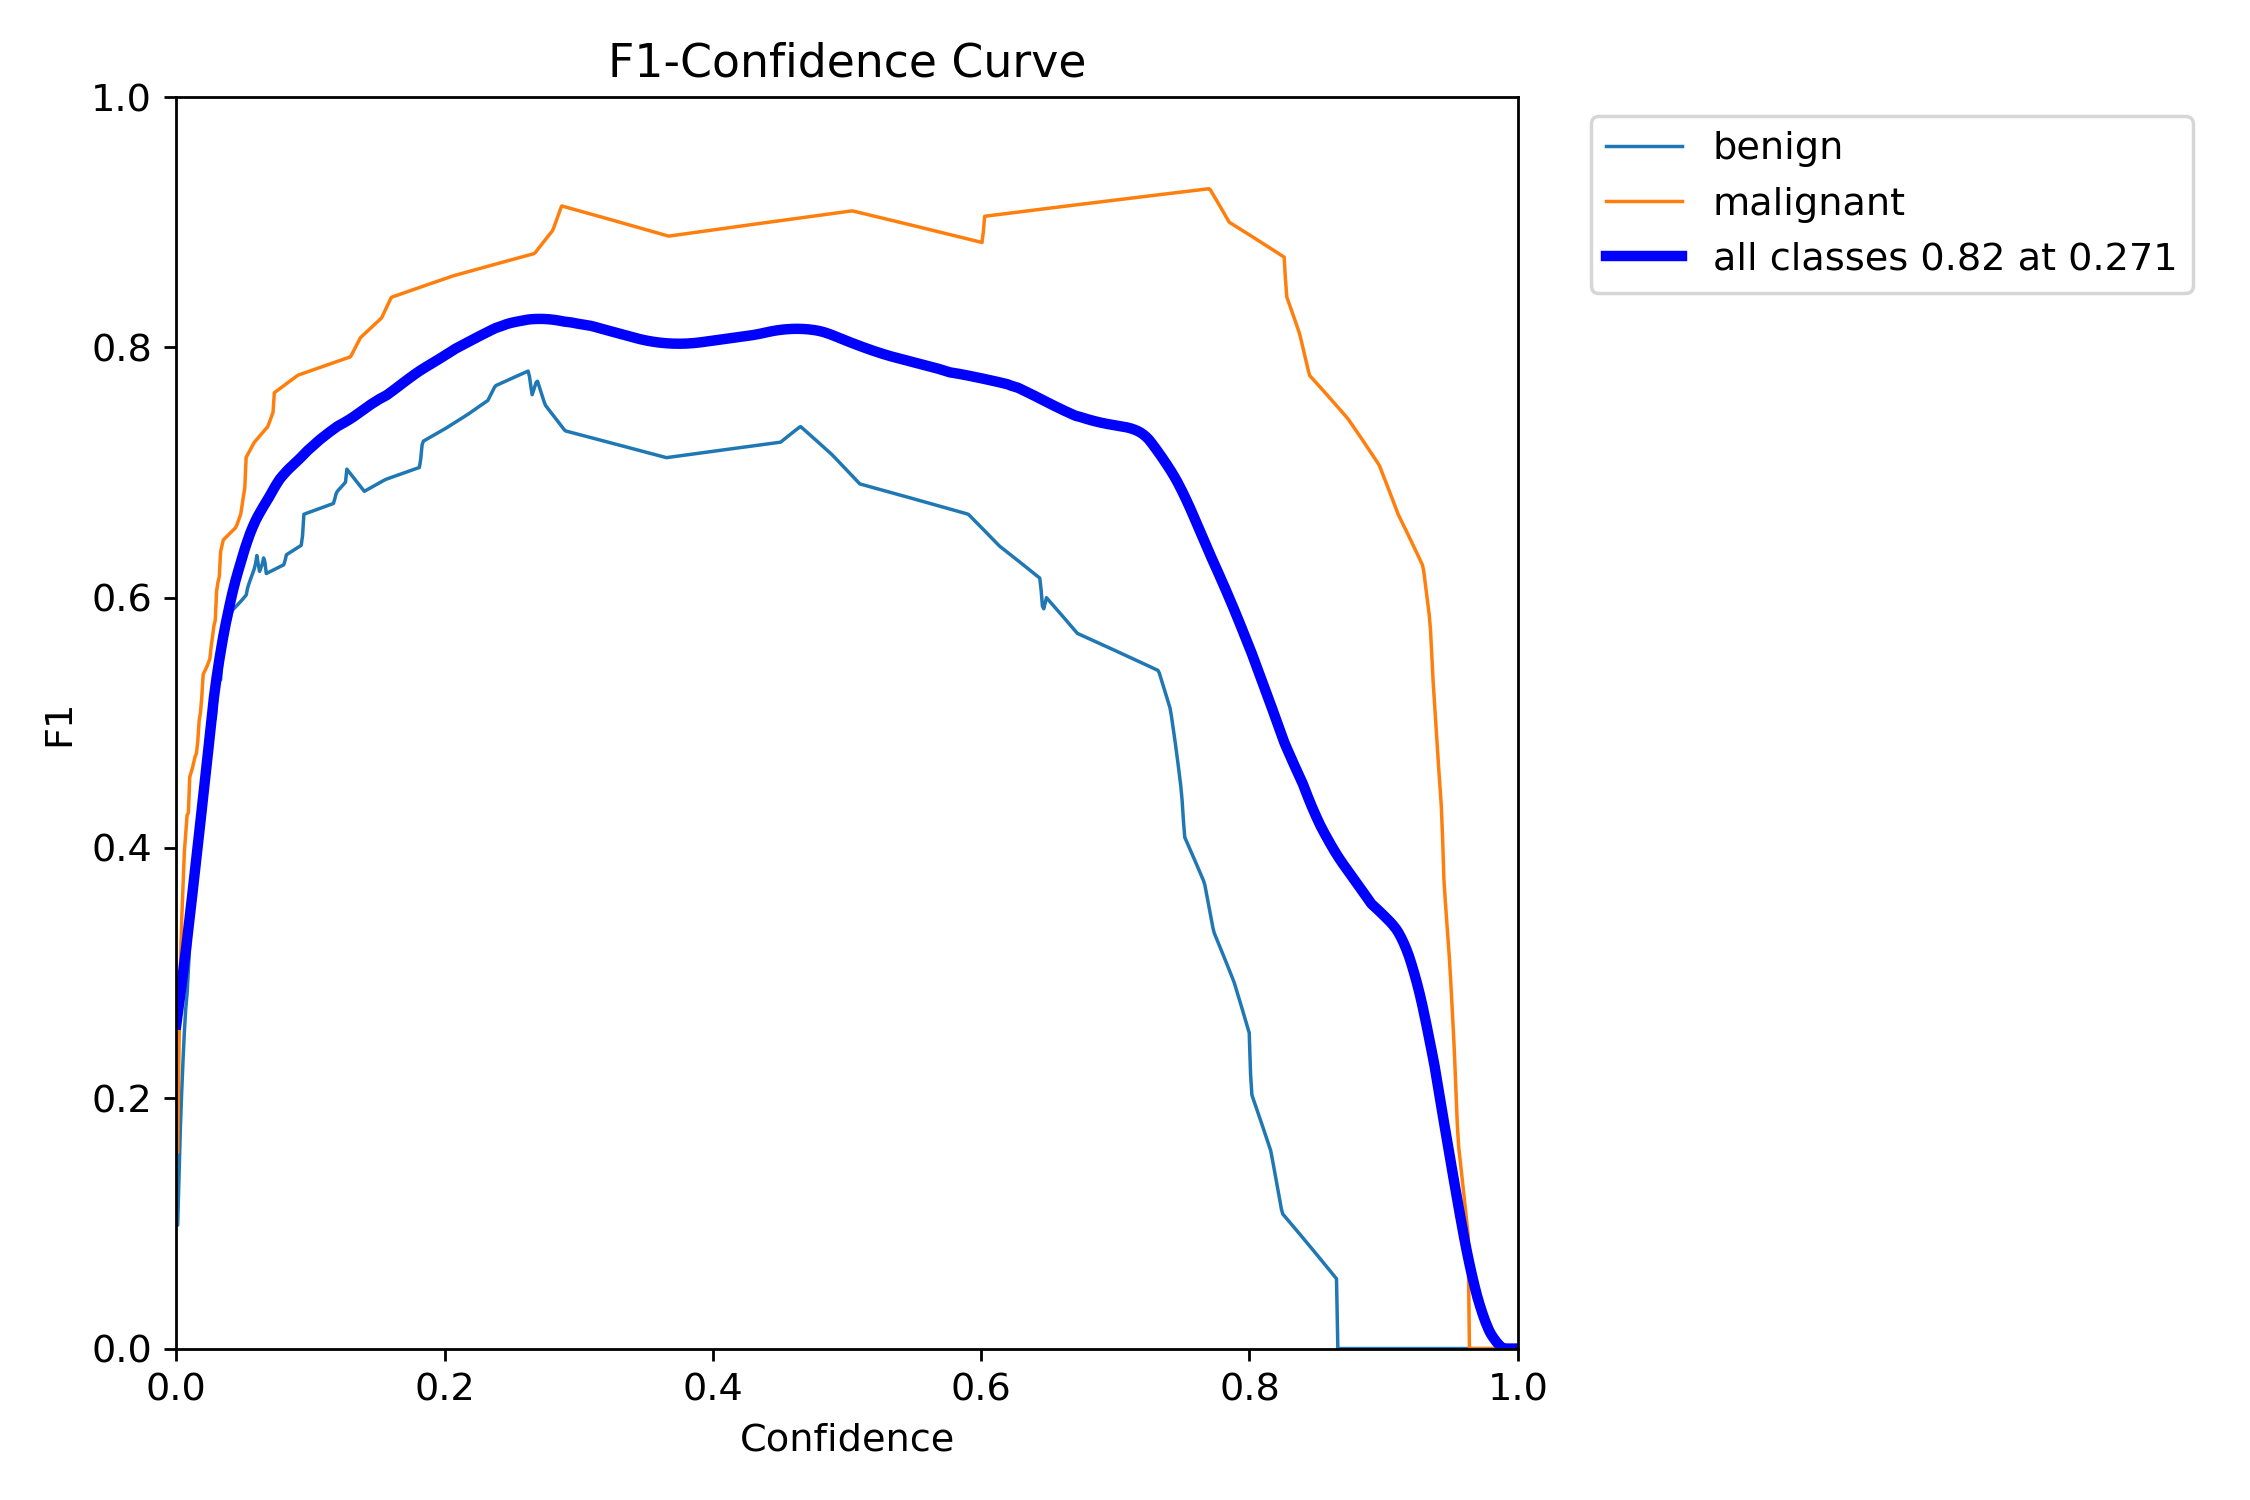 F1-Confidence Curve
1.0
0.8
0.6
0.4
0.2
0.0
F1
0.0 0.2 0.4 0.6 0.8 1.0
Confidence
benign
malignant
all classes 0.82 at 0.271